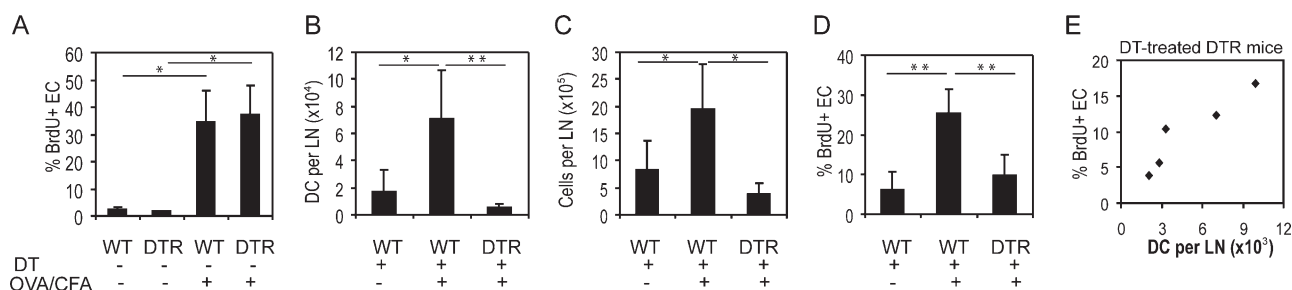 A
% BrdU+ EC
60
50
40
30
20
10
0
*
*
WT DTR WT DTR
DT - - - -
OVA/CFA - - + +
B
DC per LN (x10⁴)
12
10
8
6
4
2
0
* **
WT WT DTR
+ + +
- + +
C
Cells per LN (x10⁵)
30
25
20
15
10
5
0
* *
WT WT DTR
+ + +
- + +
D
% BrdU+ EC
40
30
20
10
0
** **
WT WT DTR
+ + +
- + +
E
DT-treated DTR mice
% BrdU+ EC
20
15
10
5
0
0 3 6 9 12
DC per LN (x10³)